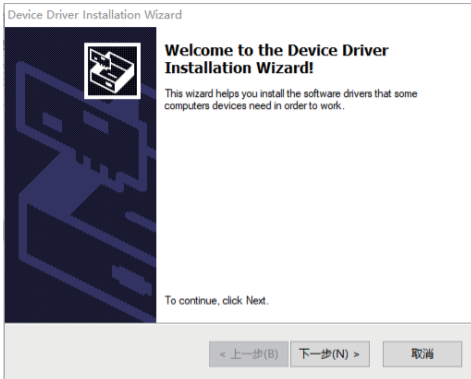 Device Driver Installation Wizard
Welcome to the Device Driver
Installation Wizard!
This wizard helps you install the software drivers that some
computers devices need in order to work.
To continue, click Next.
< 上一步(B) 下一步(N) > 取消